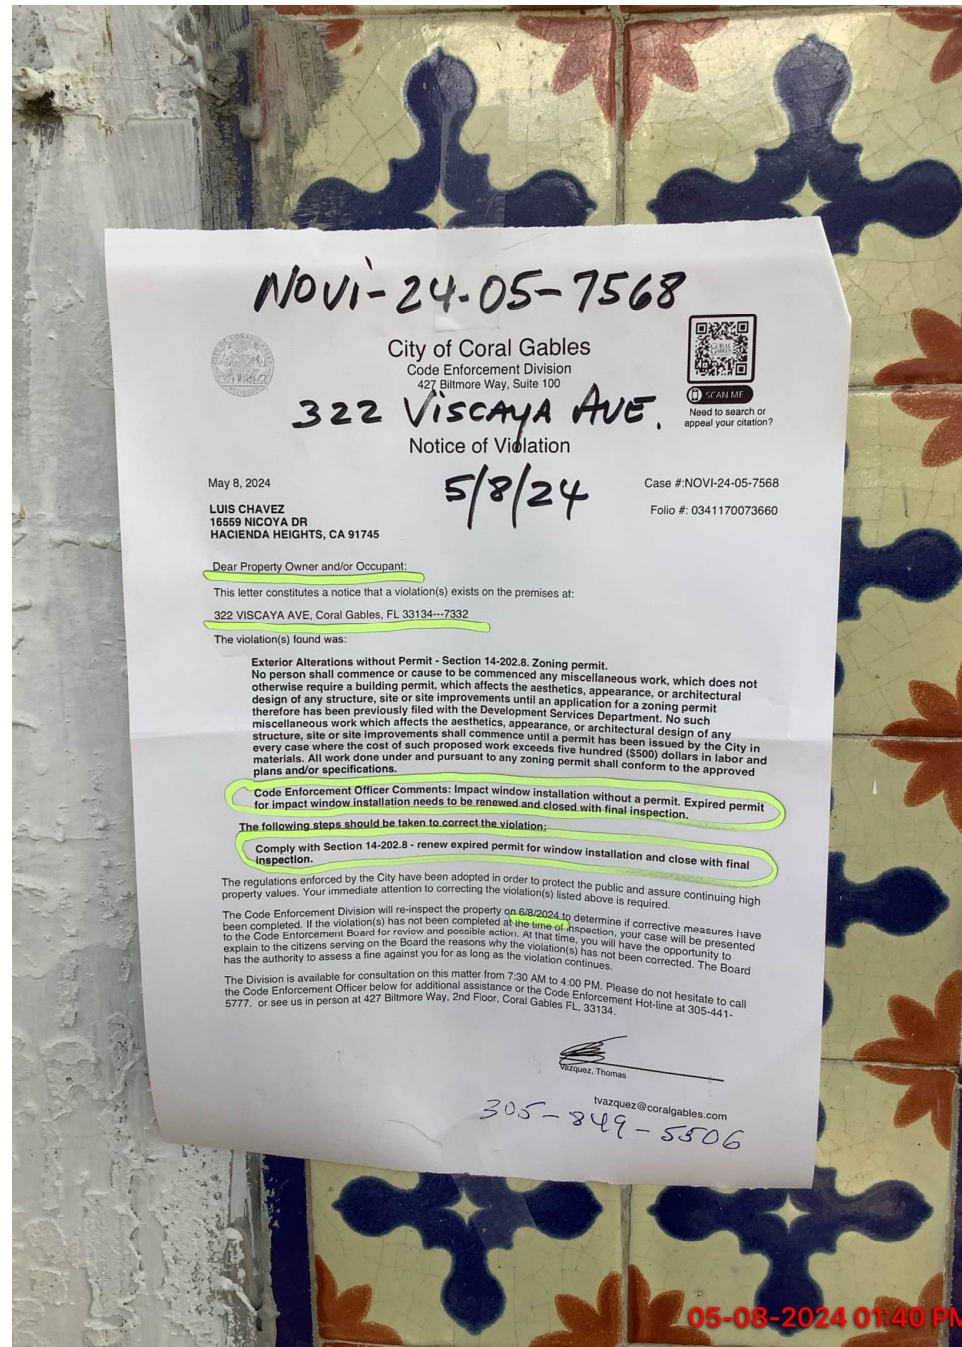 NOVi-24-05-7568
City of Coral Gables
Code Enforcement Division
427 Biltmore Way, Suite 100
322 VISCAYA AVE.
Notice of Violation
SCAN ME
Need to search or
appeal your citation?
May 8, 2024
5/8/24
Case #:NOVI-24-05-7568
Folio #: 0341170073660
LUIS CHAVEZ
16559 NICOYA DR
HACIENDA HEIGHTS, CA 91745
Dear Property Owner and/or Occupant:
This letter constitutes a notice that a violation(s) exists on the premises at:
322 VISCAYA AVE, Coral Gables, FL 33134---7332
The violation(s) found was:
Exterior Alterations without Permit - Section 14-202.8. Zoning permit.
No person shall commence or cause to be commenced any miscellaneous work, which does not
otherwise require a building permit, which affects the aesthetics, appearance, or architectural
design of any structure, site or site improvements until an application for a zoning permit
therefore has been previously filed with the Development Services Department. No such
miscellaneous work which affects the aesthetics, appearance, or architectural design of any
structure, site or site improvements shall commence until a permit has been issued by the City in
every case where the cost of such proposed work exceeds five hundred ($500) dollars in labor and
materials. All work done under and pursuant to any zoning permit shall conform to the approved
plans and/or specifications.
Code Enforcement Officer Comments: Impact window installation without a permit. Expired permit
for impact window installation needs to be renewed and closed with final inspection.
The following steps should be taken to correct the violation:
Comply with Section 14-202.8 - renew expired permit for window installation and close with final
inspection.
The regulations enforced by the City have been adopted in order to protect the public and assure continuing high
property values. Your immediate attention to correcting the violation(s) listed above is required.
The Code Enforcement Division will re-inspect the property on 6/8/2024 to determine if corrective measures have
been completed. If the violation(s) has not been completed at the time of inspection, your case will be presented
to the Code Enforcement Board for review and possible action. At that time, you will have the opportunity to
explain to the citizens serving on the Board the reasons why the violation(s) has not been corrected. The Board
has the authority to assess a fine against you for as long as the violation continues.
The Division is available for consultation on this matter from 7:30 AM to 4:00 PM. Please do not hesitate to call
the Code Enforcement Officer below for additional assistance or the Code Enforcement Hot-line at 305-441-
5777. or see us in person at 427 Biltmore Way, 2nd Floor, Coral Gables FL, 33134.
Vazquez, Thomas
tvazquez@coralgables.com
305-849-5506
05-08-2024 01:40 PM